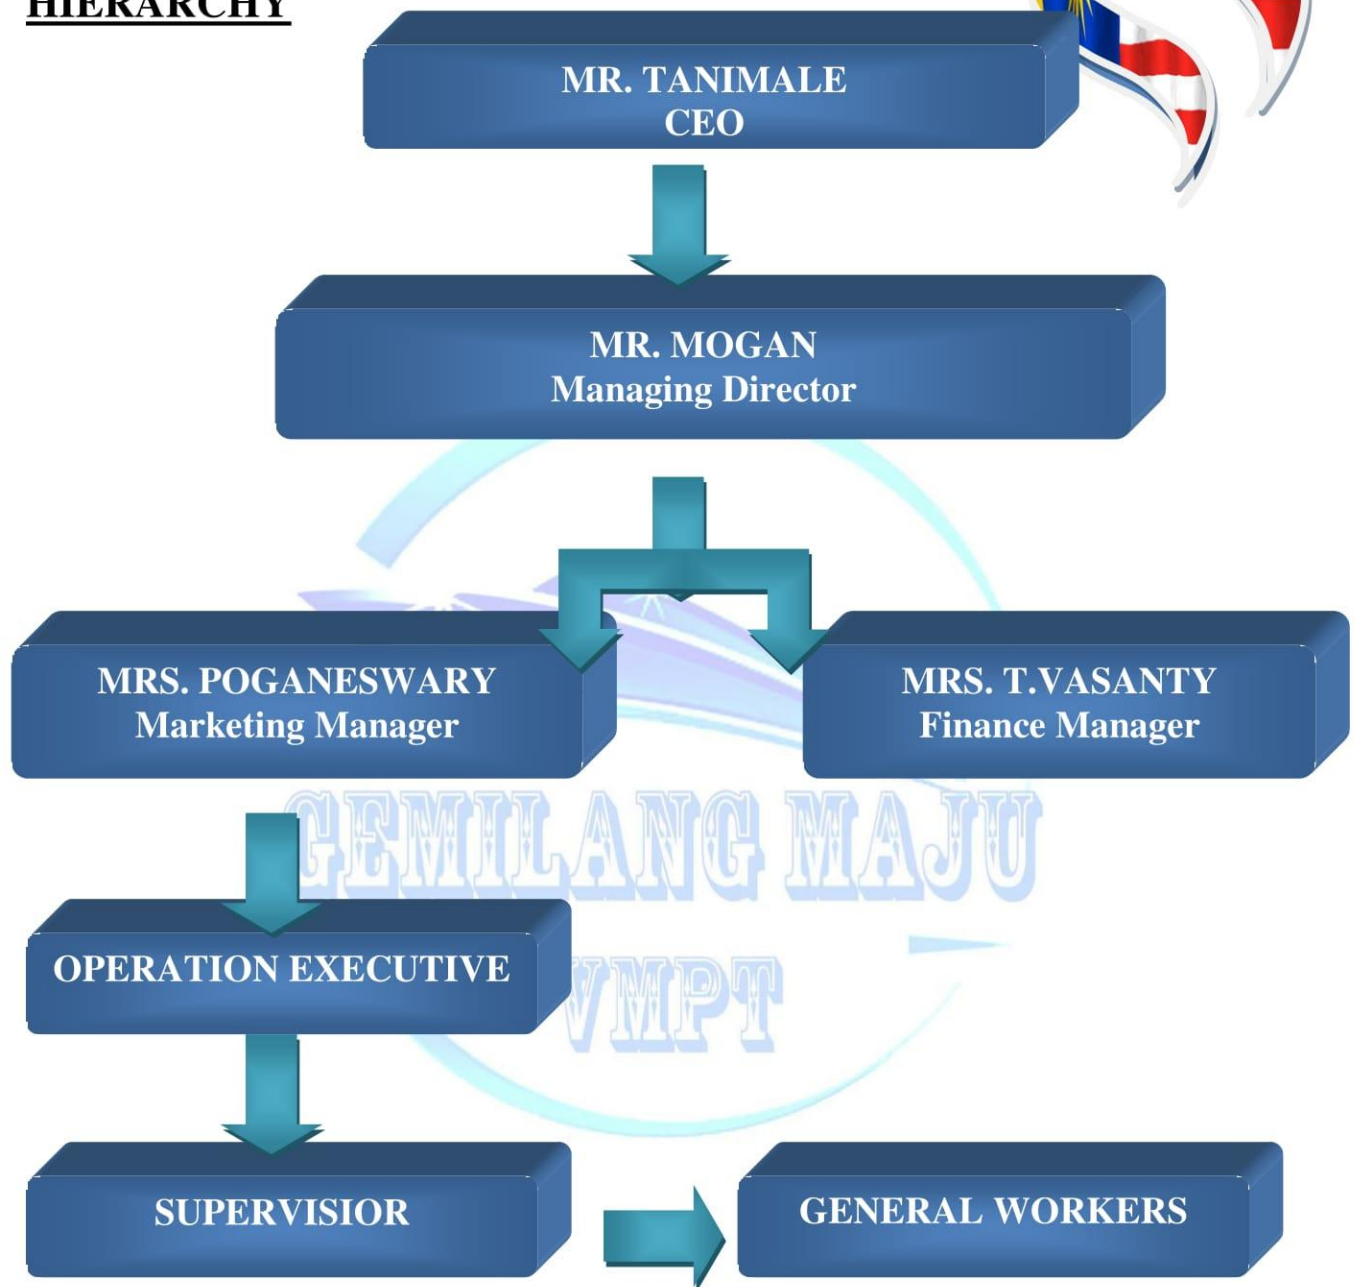 HIERARCHY
MR. TANIMALE
CEO
MR. MOGAN
Managing Director
MRS. POGANESWARY
Marketing Manager
MRS. T.VASANTY
Finance Manager
GEMILANG MAJU
VMPT
OPERATION EXECUTIVE
SUPERVISIOR
GENERAL WORKERS